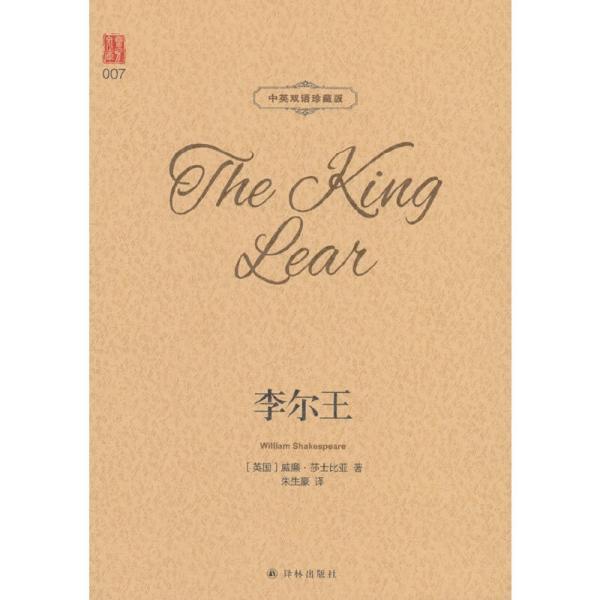 007
中英双语珍藏版
The King
Lear
李尔王
William Shakespeare
［英国］威廉·莎士比亚 著
朱生豪 译
译林出版社